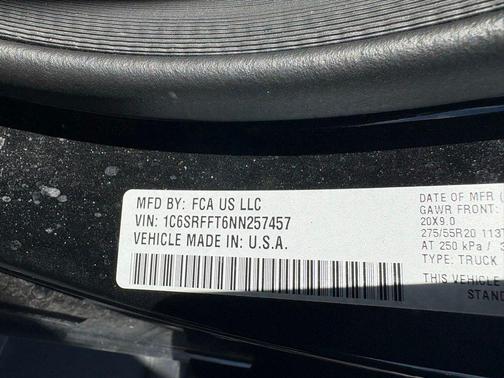 MFD BY: FCA US LLC
VIN: 1C6SRFFT6NN257457
VEHICLE MADE IN: U.S.A.
DATE OF MFR (
GAWR FRONT:
20X9.0
275/55R20 113T
AT 250 kPa /
TYPE: TRUCK
THIS VEHICLE
STAND